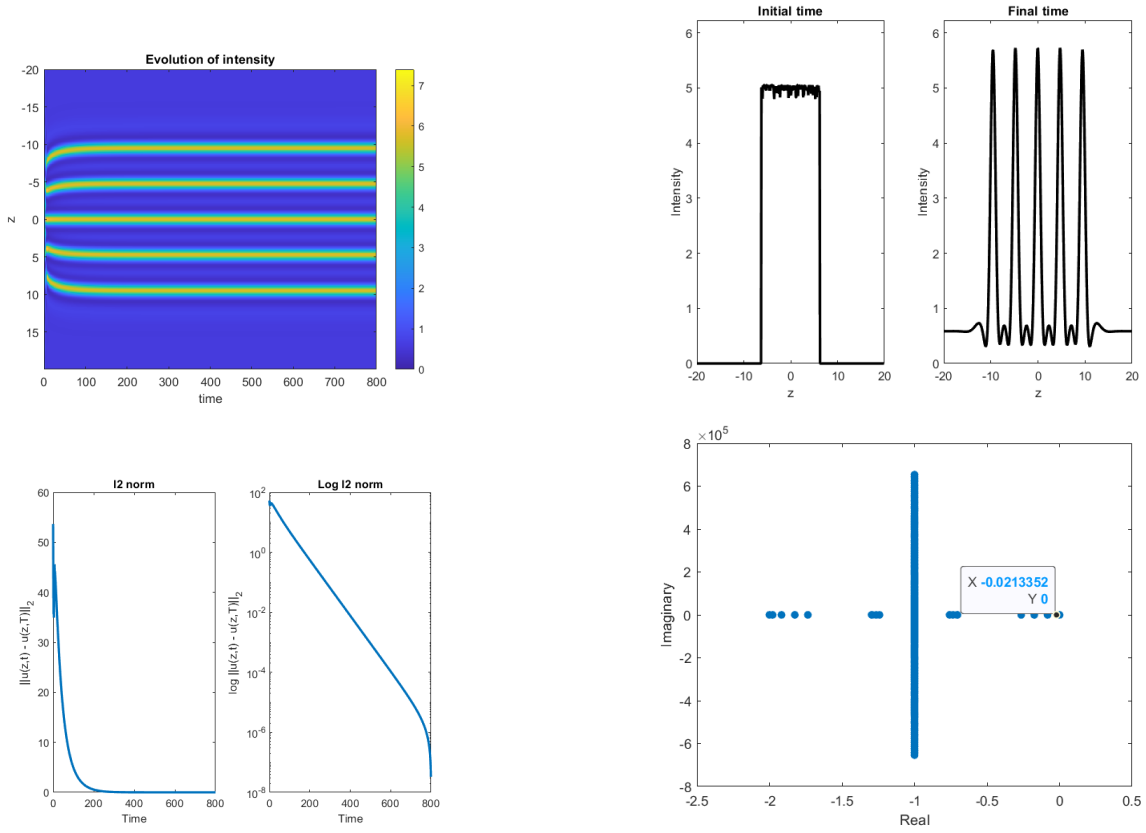 Evolution of intensity
-20
-15
-10
-5
0
5
10
15
z
0 100 200 300 400 500 600 700 800
time
7
6
5
4
3
2
1
0
Initial time
6
5
4
3
2
1
0
Intensity
-20 -10 0 10 20
z
Final time
6
5
4
3
2
1
0
Intensity
-20 -10 0 10 20
z
l2 norm
60
50
40
30
20
10
0
||u(z,t) - u(z,T)||2
0 200 400 600 800
Time
Log l2 norm
10^2
10^0
10^-2
10^-4
10^-6
10^-8
log ||u(z,t) - u(z,T)||2
0 200 400 600 800
Time
×10^5
8
6
4
2
0
-2
-4
-6
-8
Imaginary
X -0.0213352
Y 0
-2.5 -2 -1.5 -1 -0.5 0 0.5
Real